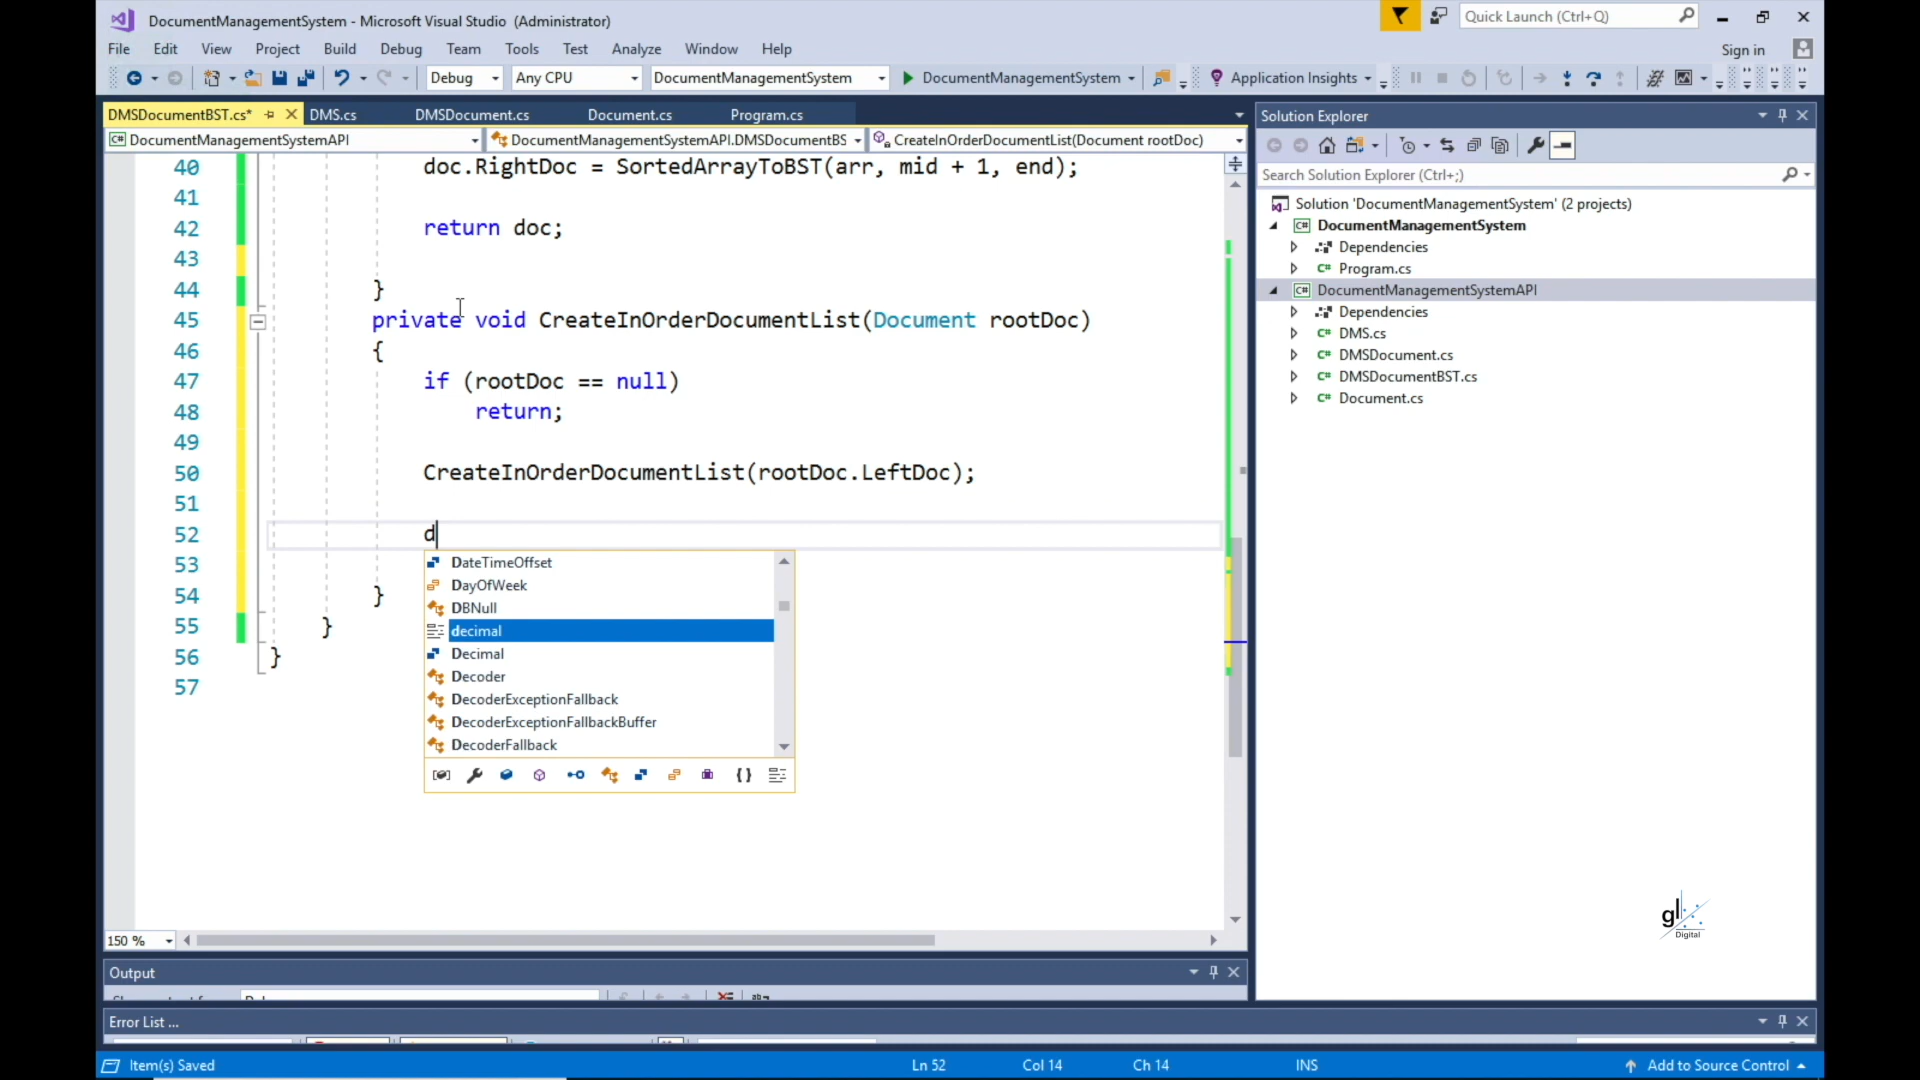 DocumentManagementSystem - Microsoft Visual Studio (Administrator)
Quick Launch (Ctrl+Q)
File Edit View Project Build Debug Team Tools Test Analyze Window Help
Sign in
Debug Any CPU DocumentManagementSystem DocumentManagementSystem Application Insights
DMSDocumentBST.cs* DMS.cs DMSDocument.cs Document.cs Program.cs
DocumentManagementSystemAPI DocumentManagementSystemAPI.DMSDocumentBS CreateInOrderDocumentList(Document rootDoc)
40 doc.RightDoc = SortedArrayToBST(arr, mid + 1, end);
41
42 return doc;
43
44 }
45 private void CreateInOrderDocumentList(Document rootDoc)
46 {
47 if (rootDoc == null)
48 return;
49
50 CreateInOrderDocumentList(rootDoc.LeftDoc);
51
52 d
53
54 }
55 }
56 }
57
DateTimeOffset
DayOfWeek
DBNull
decimal
Decimal
Decoder
DecoderExceptionFallback
DecoderExceptionFallbackBuffer
DecoderFallback
150 %
Solution Explorer
Search Solution Explorer (Ctrl+;)
Solution 'DocumentManagementSystem' (2 projects)
DocumentManagementSystem
Dependencies
Program.cs
DocumentManagementSystemAPI
Dependencies
DMS.cs
DMSDocument.cs
DMSDocumentBST.cs
Document.cs
gl
Digital
Output
Error List ...
Item(s) Saved Ln 52 Col 14 Ch 14 INS Add to Source Control